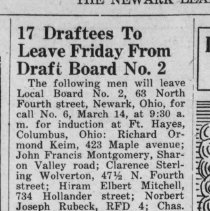 THE NEWARK LEA
17 Draftees To
Leave Friday From
Draft Board No. 2
The following men will leave
Local Board No. 2, 63 North
Fourth street, Newark, Ohio, for
call No. 6, March 14, at 9:30 a.
m. for induction at Ft. Hayes,
Columbus, Ohio: Richard Or-
mond Keim, 423 Maple avenue;
John Francis Montgomery, Shar-
on Valley road; Clarence Sterl-
ing Wolverton, 47½ N. Fourth
street; Hiram Elbert Mitchell,
734 Hollander street; Norbert
Joseph Rubeck, RFD 4; Chas.